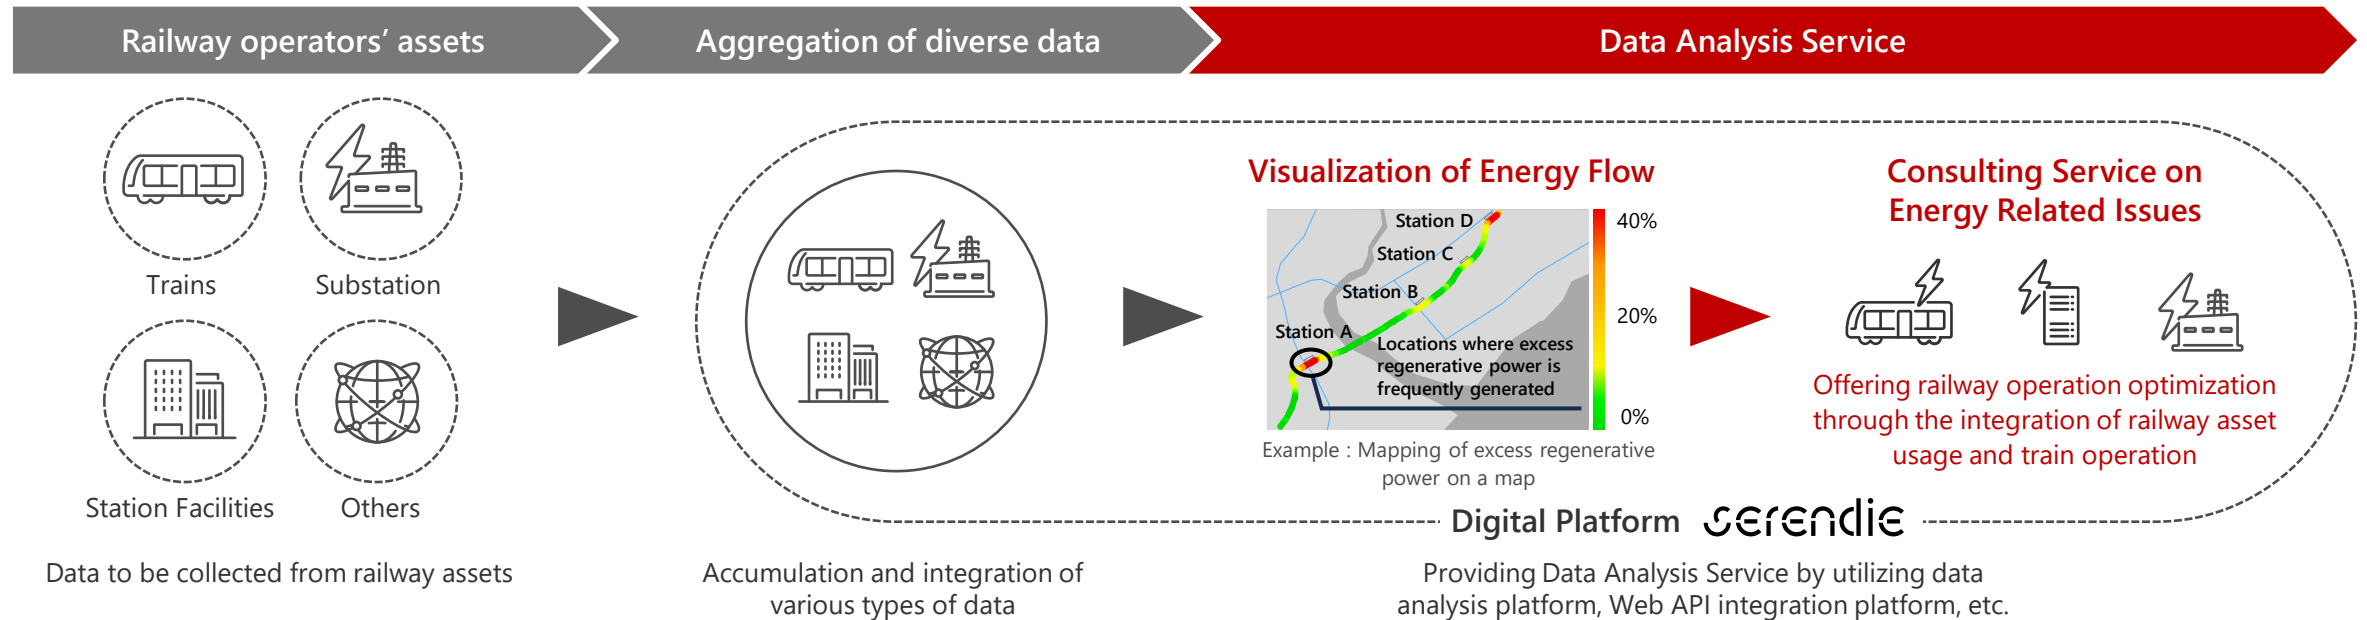 Railway operators’ assets
Aggregation of diverse data
Data Analysis Service
Trains
Substation
Station Facilities
Others
Data to be collected from railway assets
Accumulation and integration of
various types of data
Visualization of Energy Flow
Station D
Station C
Station B
Station A
Locations where excess
regenerative power is
frequently generated
40%
20%
0%
Example : Mapping of excess regenerative
power on a map
Consulting Service on
Energy Related Issues
Offering railway operation optimization
through the integration of railway asset
usage and train operation
Digital Platform serendie
Providing Data Analysis Service by utilizing data
analysis platform, Web API integration platform, etc.